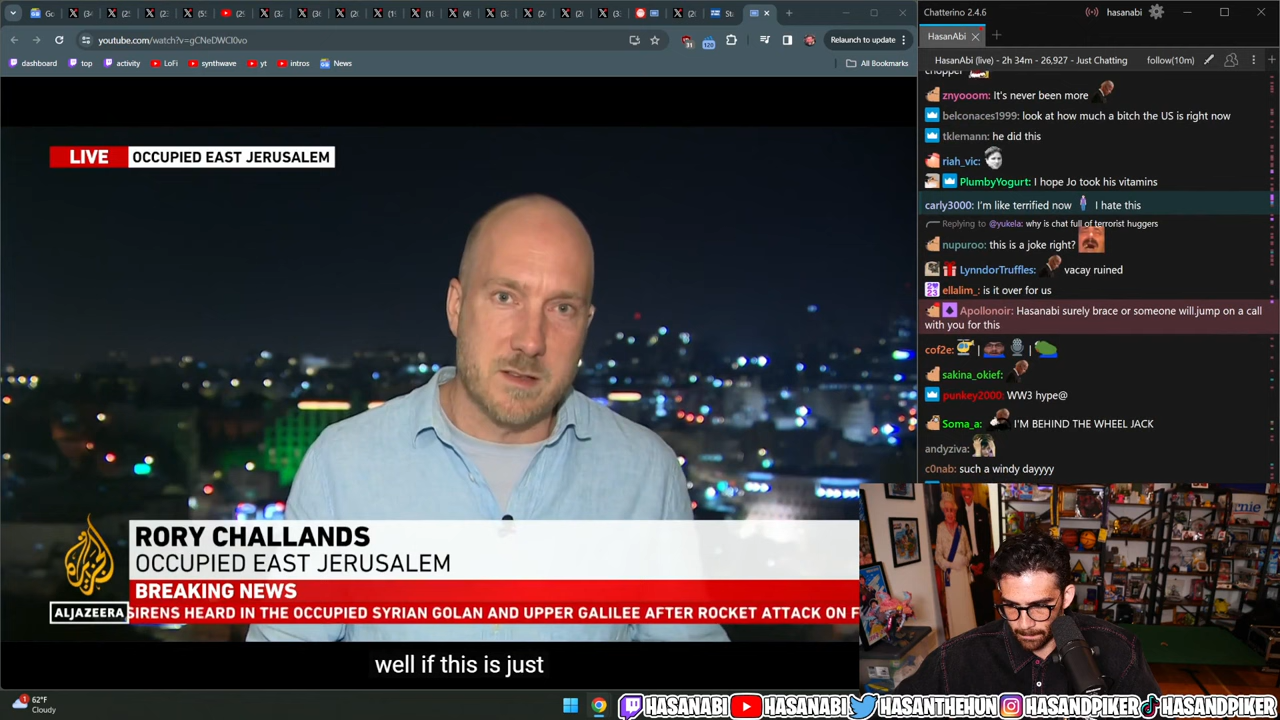 Chatterino 2.4.6
hasanabi
HasanAbi
youtube.com/watch?v=gCNeDWCl0vo
31
120
Relaunch to update
dashboard
top
activity
LoFi
synthwave
yt
intros
News
All Bookmarks
HasanAbi (live) - 2h 34m - 26,927 - Just Chatting
follow(10m)
chopper
znyooom: It's never been more
belconaces1999: look at how much a bitch the US is right now
tklemann: he did this
riah_vic:
PlumbyYogurt: I hope Jo took his vitamins
carly3000: I'm like terrified now I hate this
Replying to @yukela: why is chat full of terrorist huggers
nupuroo: this is a joke right?
LynndorTruffles: vacay ruined
ellalim_: is it over for us
Apollonoir: Hasanabi surely brace or someone will.jump on a call
with you for this
cof2e: | |
sakina_okief:
punkey2000: WW3 hype@
Soma_a: I'M BEHIND THE WHEEL JACK
andyziva:
c0nab: such a windy dayyyy
LIVE
OCCUPIED EAST JERUSALEM
RORY CHALLANDS
OCCUPIED EAST JERUSALEM
BREAKING NEWS
ALJAZEERA
SIRENS HEARD IN THE OCCUPIED SYRIAN GOLAN AND UPPER GALILEE AFTER ROCKET ATTACK ON F
well if this is just
62°F
Cloudy
HASANABI
HASANABI
HASANTHEHUN
HASANDPIKER
HASANDPIKER